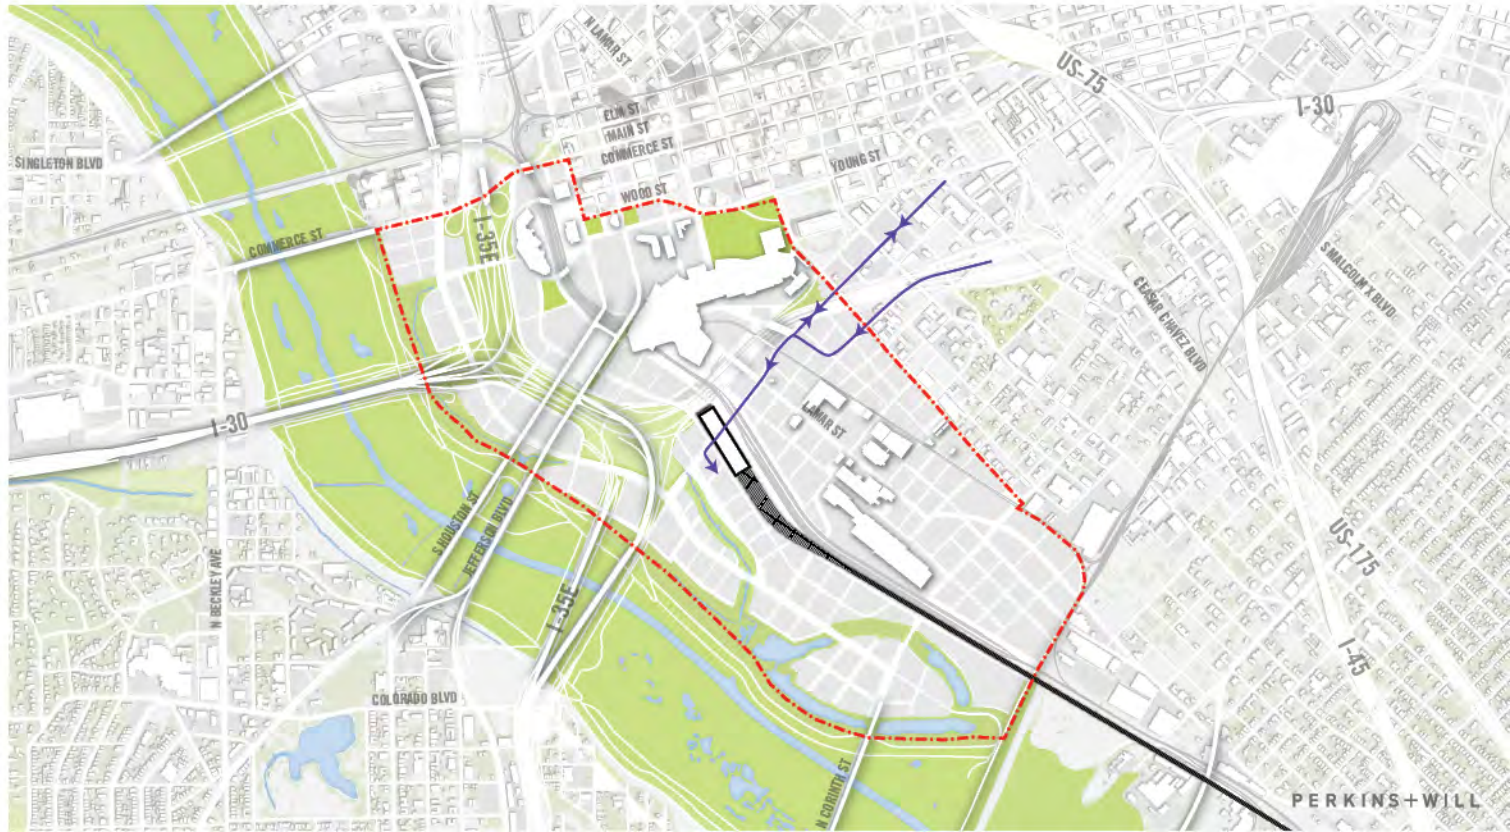 N LAMAR ST
US-75
I-30
ELM ST
MAIN ST
COMMERCE ST
YOUNG ST
SINGLETON BLVD
WOOD ST
COMMERCE ST
I-35E
S MALCOLM X BLVD
CEASAR CHAVEZ BLVD
I-30
LAMAR ST
S HOUSTON ST
JEFFERSON BLVD
US-175
N BECKLEY AVE
I-35E
I-45
COLORADO BLVD
N CORINTH ST
PERKINS+WILL